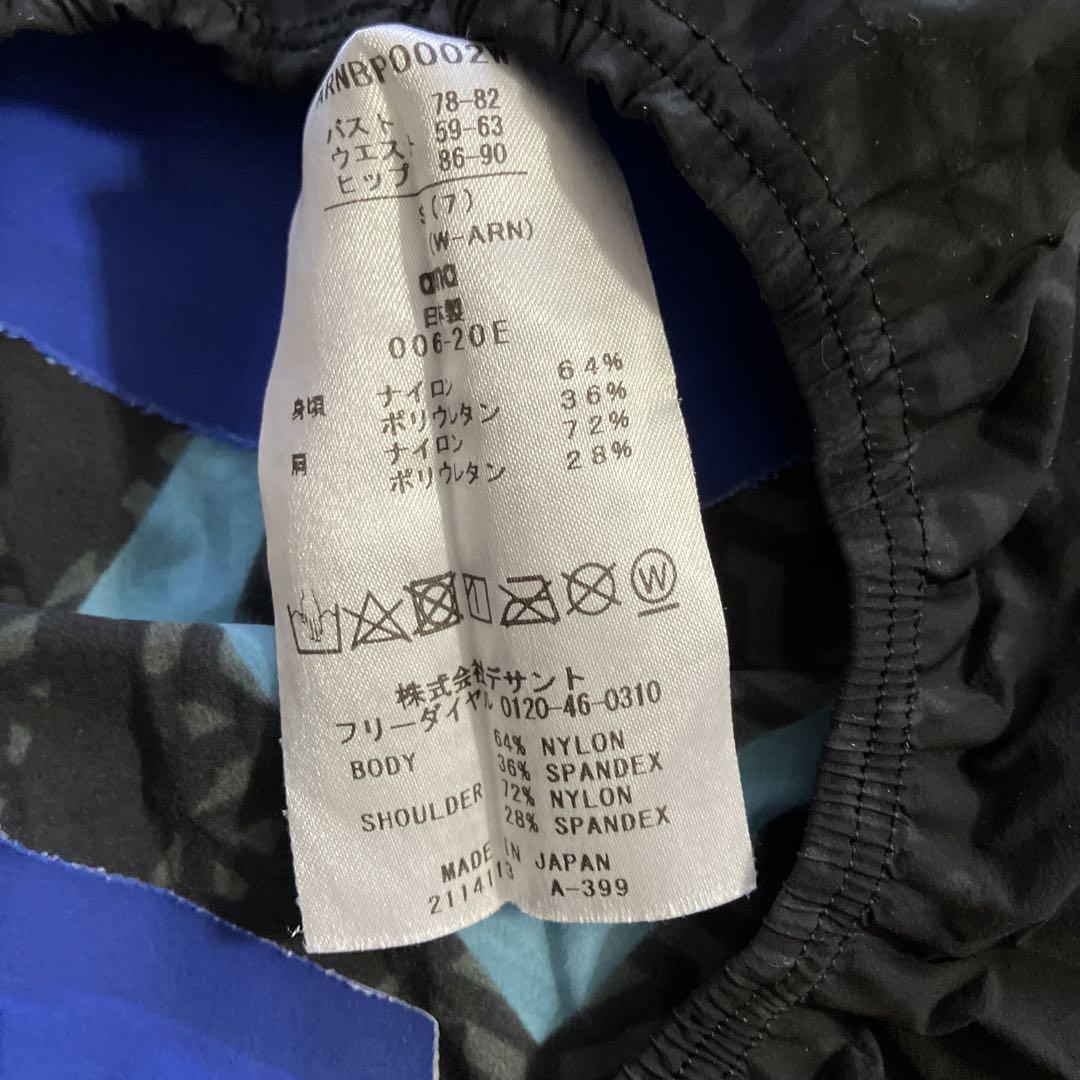 ARNBP0002W
バスト 78-82
ウエスト 59-63
ヒップ 86-90
S(7)
(W-ARN)
日本製
006-20E
身頃 ナイロン 64%
ポリウレタン 36%
肩 ナイロン 72%
ポリウレタン 28%
W
株式会社デサント
フリーダイヤル 0120-46-0310
BODY 64% NYLON
36% SPANDEX
SHOULDER 72% NYLON
28% SPANDEX
MADE IN JAPAN
2114113 A-399